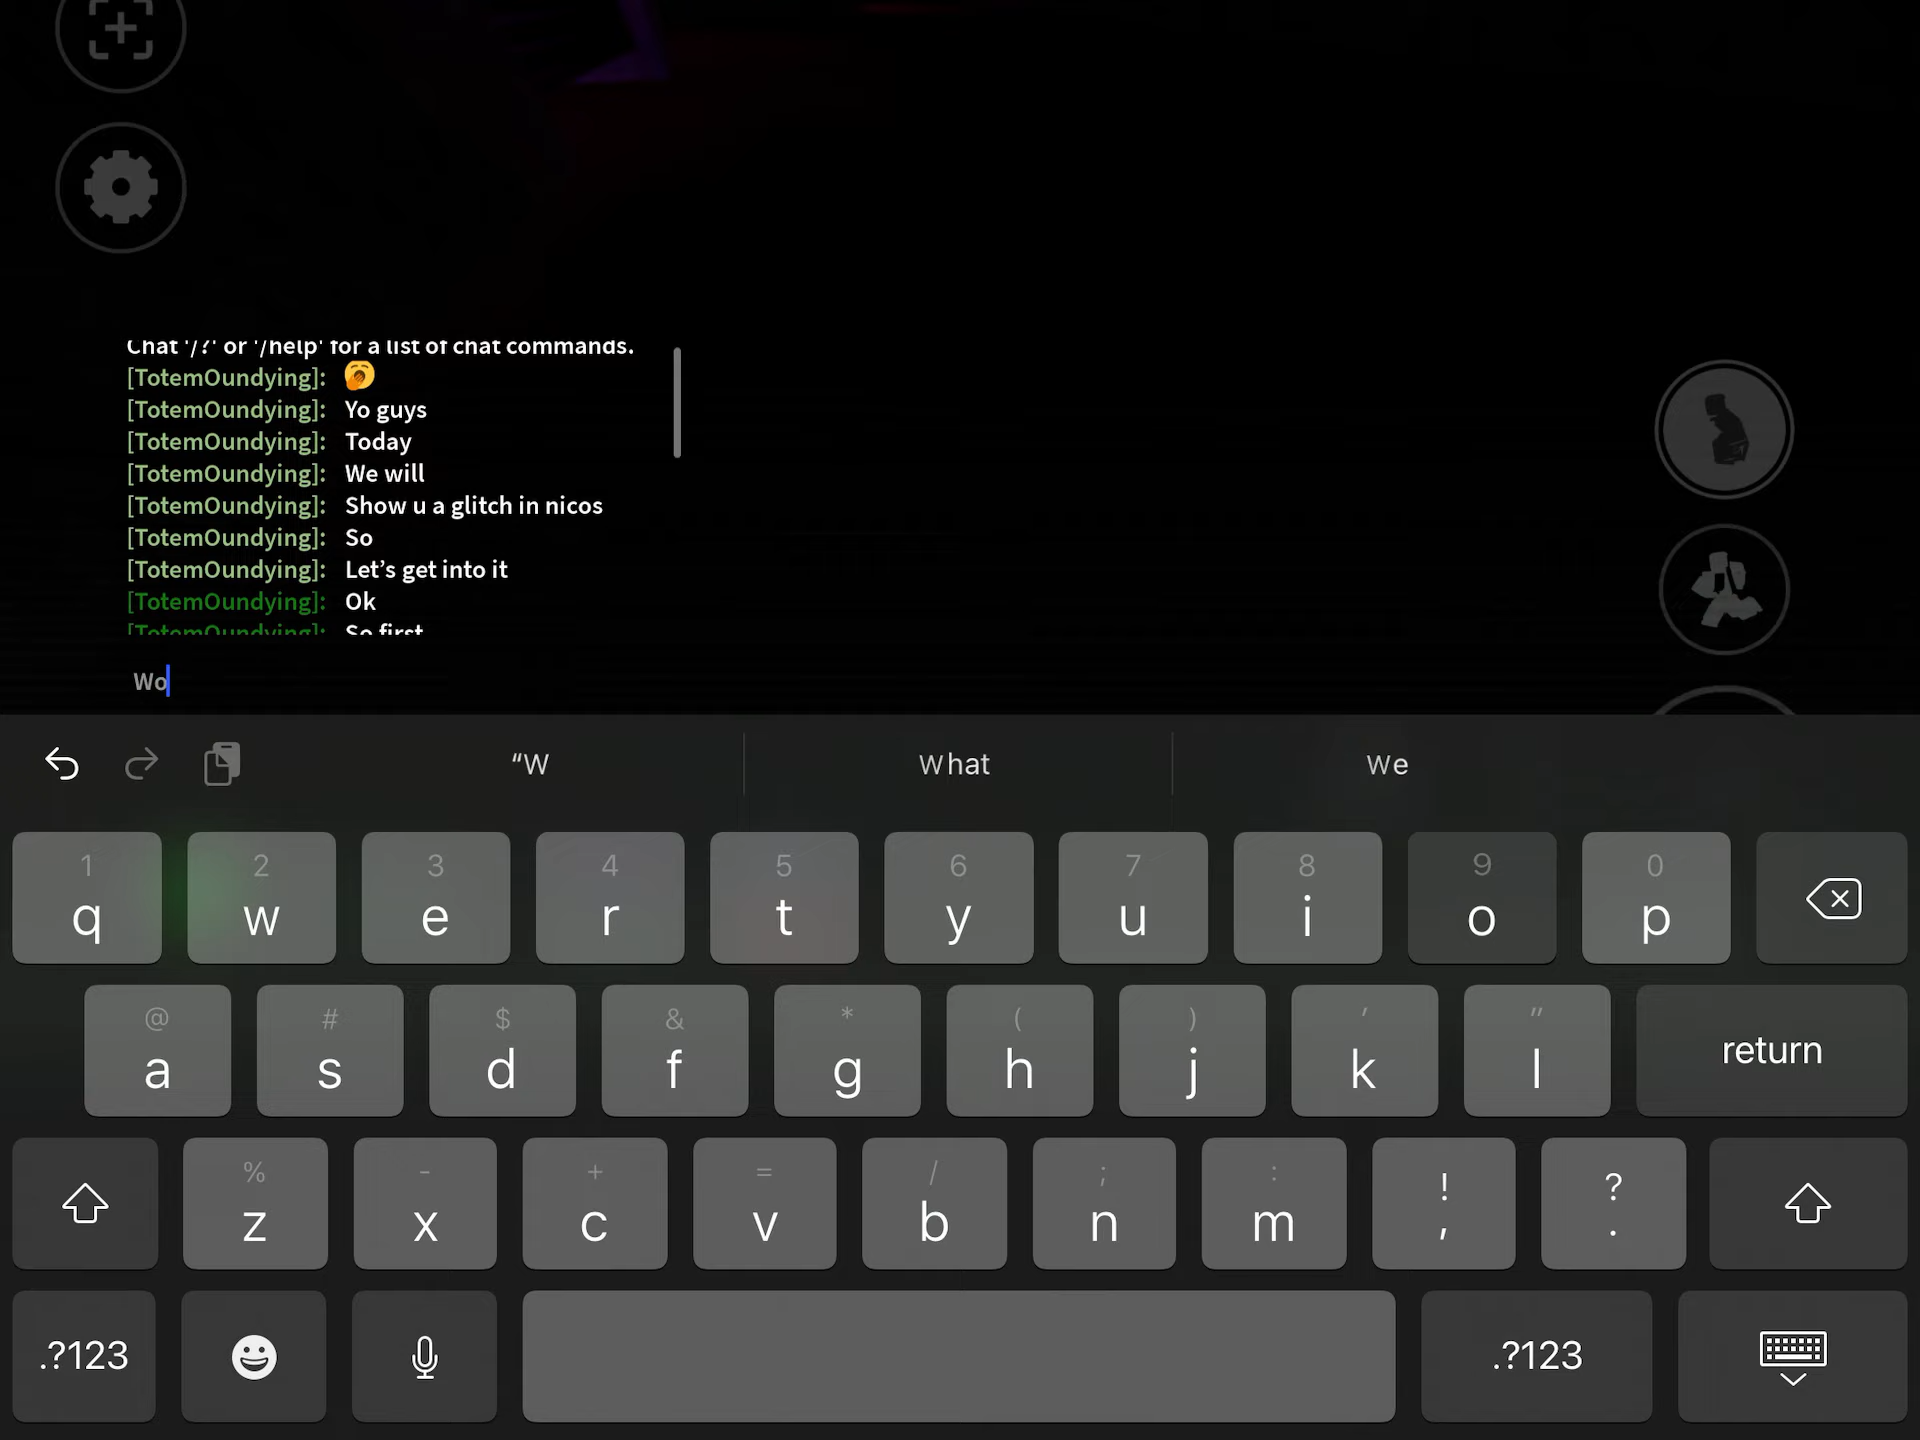 Chat '/?' or '/help' for a list of chat commands.
[TotemOundying]: 🥱
[TotemOundying]: Yo guys
[TotemOundying]: Today
[TotemOundying]: We will
[TotemOundying]: Show u a glitch in nicos
[TotemOundying]: So
[TotemOundying]: Let’s get into it
[TotemOundying]: Ok
[TotemOundying]: So first
Wo
“W What We
1 2 3 4 5 6 7 8 9 0
q w e r t y u i o p
@ # $ & * ( ) ' "
a s d f g h j k l return
% - + = / ; : ! ?
z x c v b n m , .
.?123 .?123